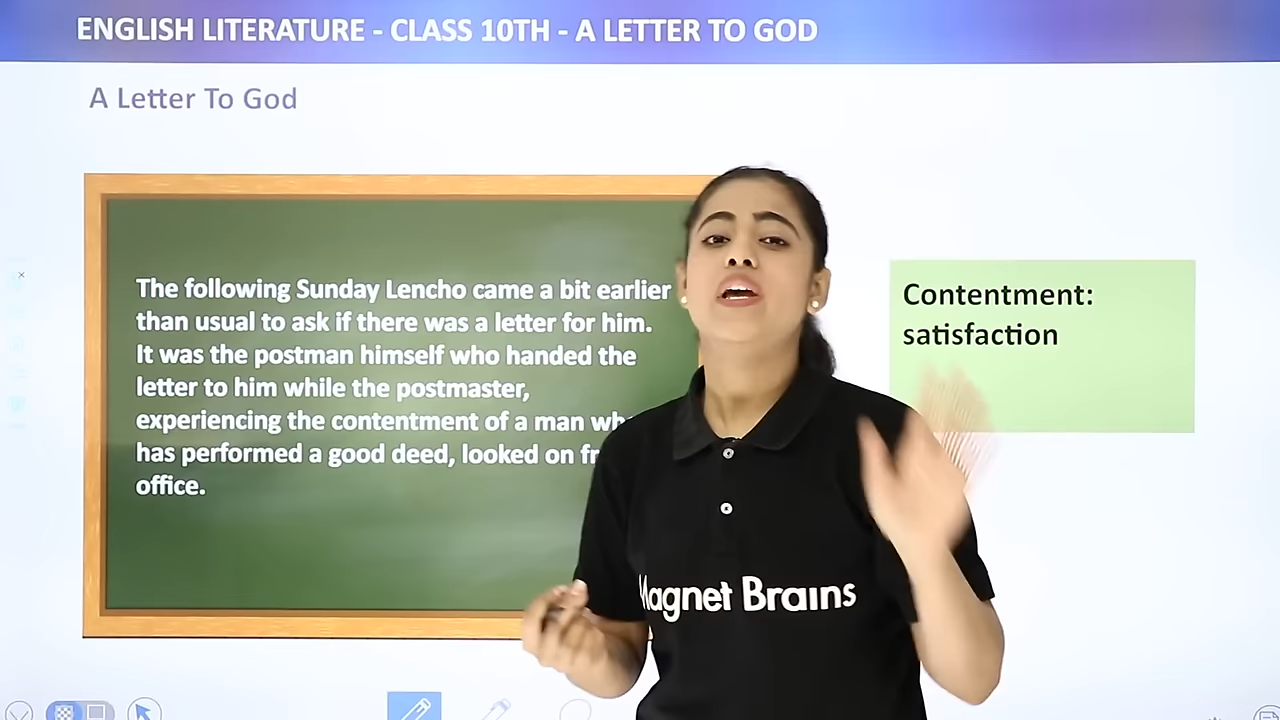 ENGLISH LITERATURE - CLASS 10TH - A LETTER TO GOD
A Letter To God
The following Sunday Lencho came a bit earlier
than usual to ask if there was a letter for him.
It was the postman himself who handed the
letter to him while the postmaster,
experiencing the contentment of a man
has performed a good deed, looked on
office.
Contentment:
satisfaction
Magnet Brains